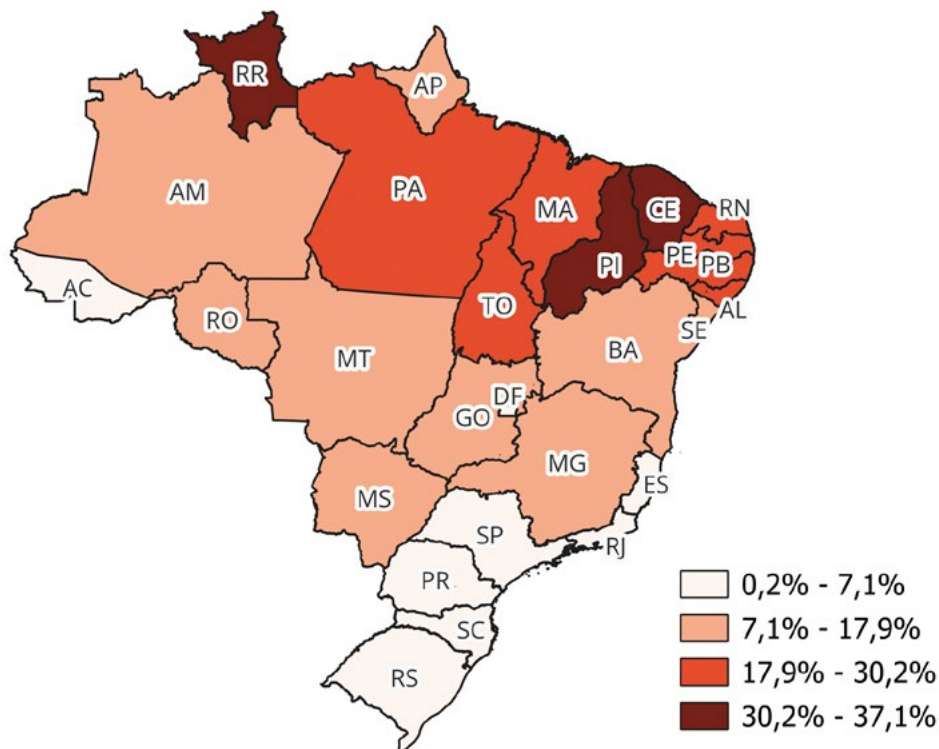 RR
AP
AM
PA
MA
CE
RN
PI
PE
PB
AL
SE
AC
RO
TO
BA
MT
DF
GO
MG
MS
ES
SP
RJ
PR
SC
RS
0,2% - 7,1%
7,1% - 17,9%
17,9% - 30,2%
30,2% - 37,1%